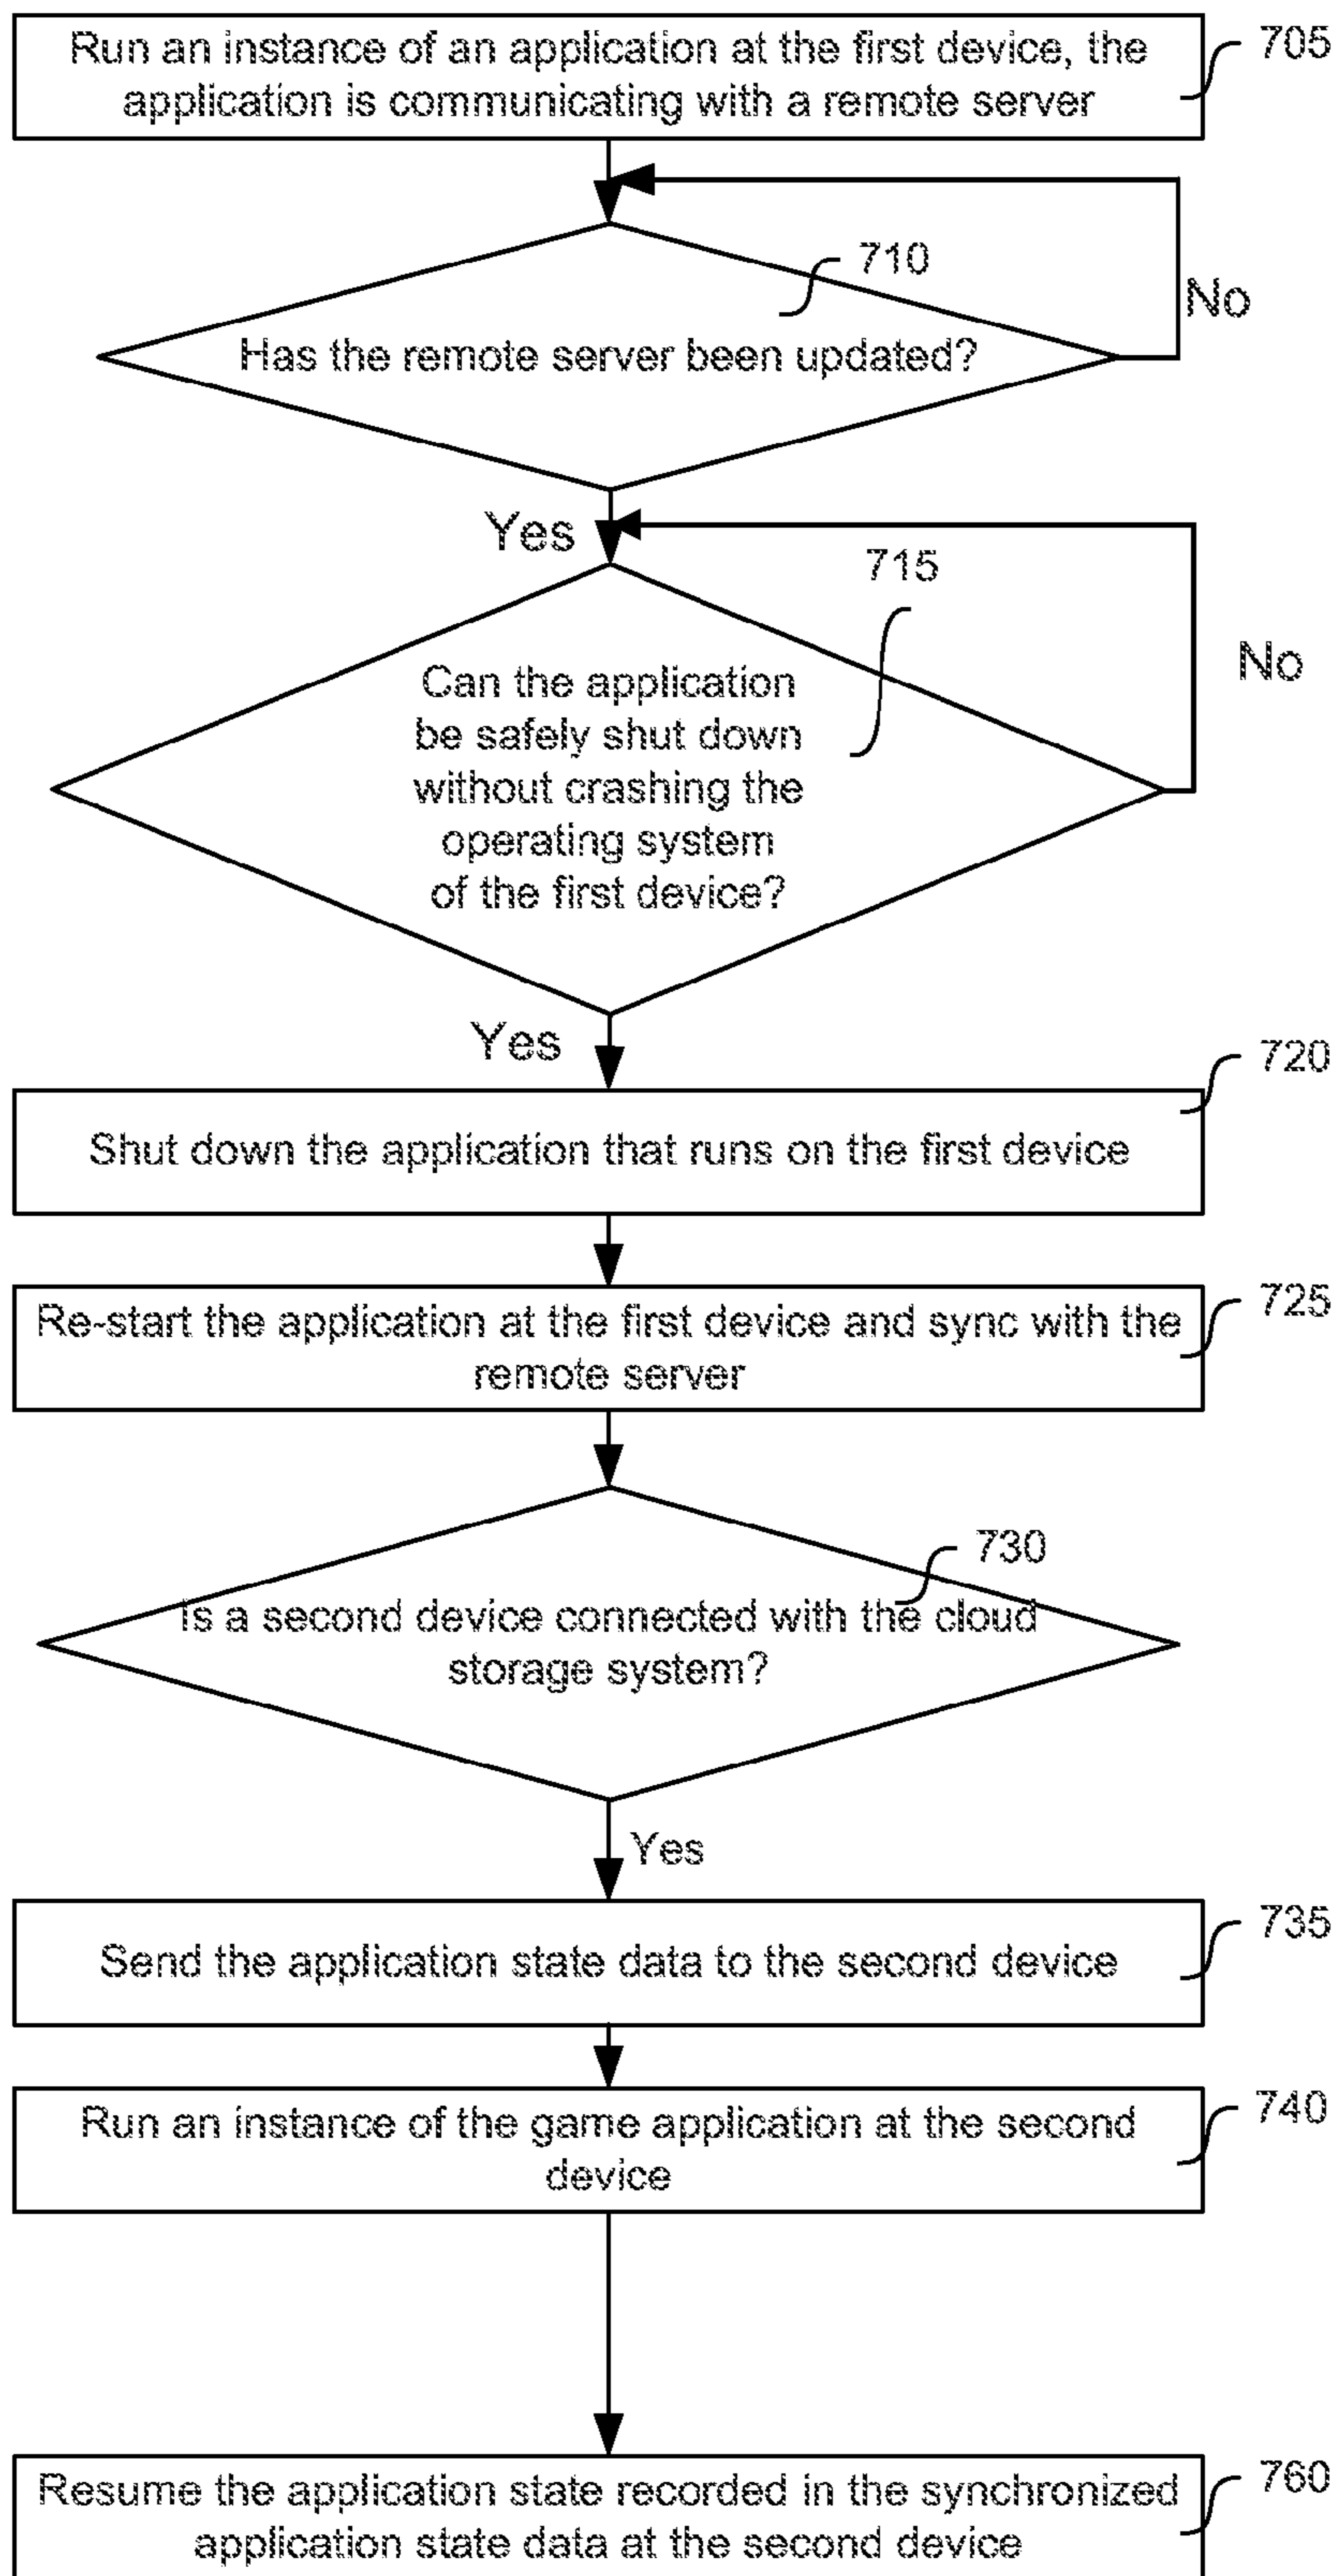 Run an instance of an application at the first device, the
application is communicating with a remote server
705
710
No
Has the remote server been updated?
Yes
715
No
Can the application
be safely shut down
without crashing the
operating system
of the first device?
Yes
720
Shut down the application that runs on the first device
725
Re-start the application at the first device and sync with the
remote server
730
Is a second device connected with the cloud
storage system?
Yes
735
Send the application state data to the second device
740
Run an instance of the game application at the second
device
760
Resume the application state recorded in the synchronized
application state data at the second device